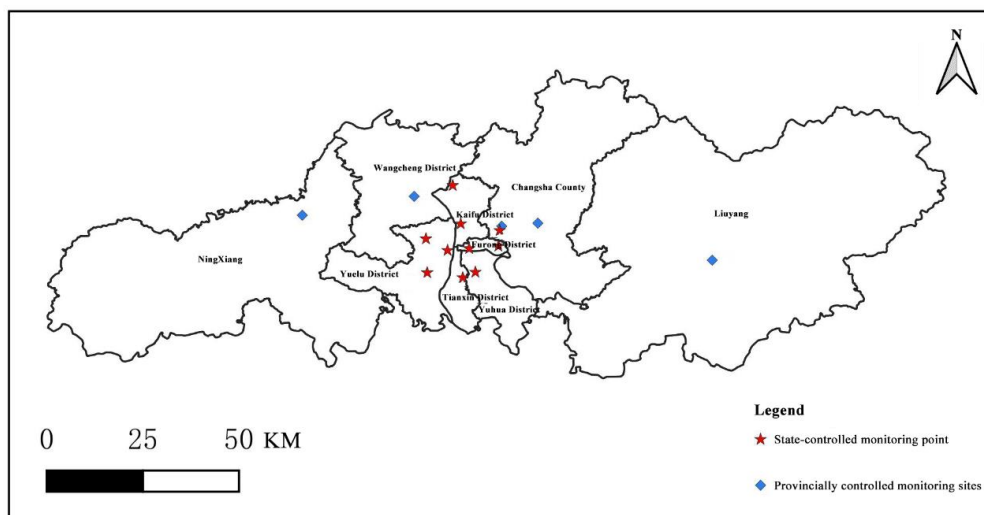 N
Wangcheng District
Changsha County
Kaifu District
Liuyang
Furong District
NingXiang
Yuelu District
Tianxin District
Yuhua District
Legend
0 25 50 KM
State-controlled monitoring point
Provincially controlled monitoring sites